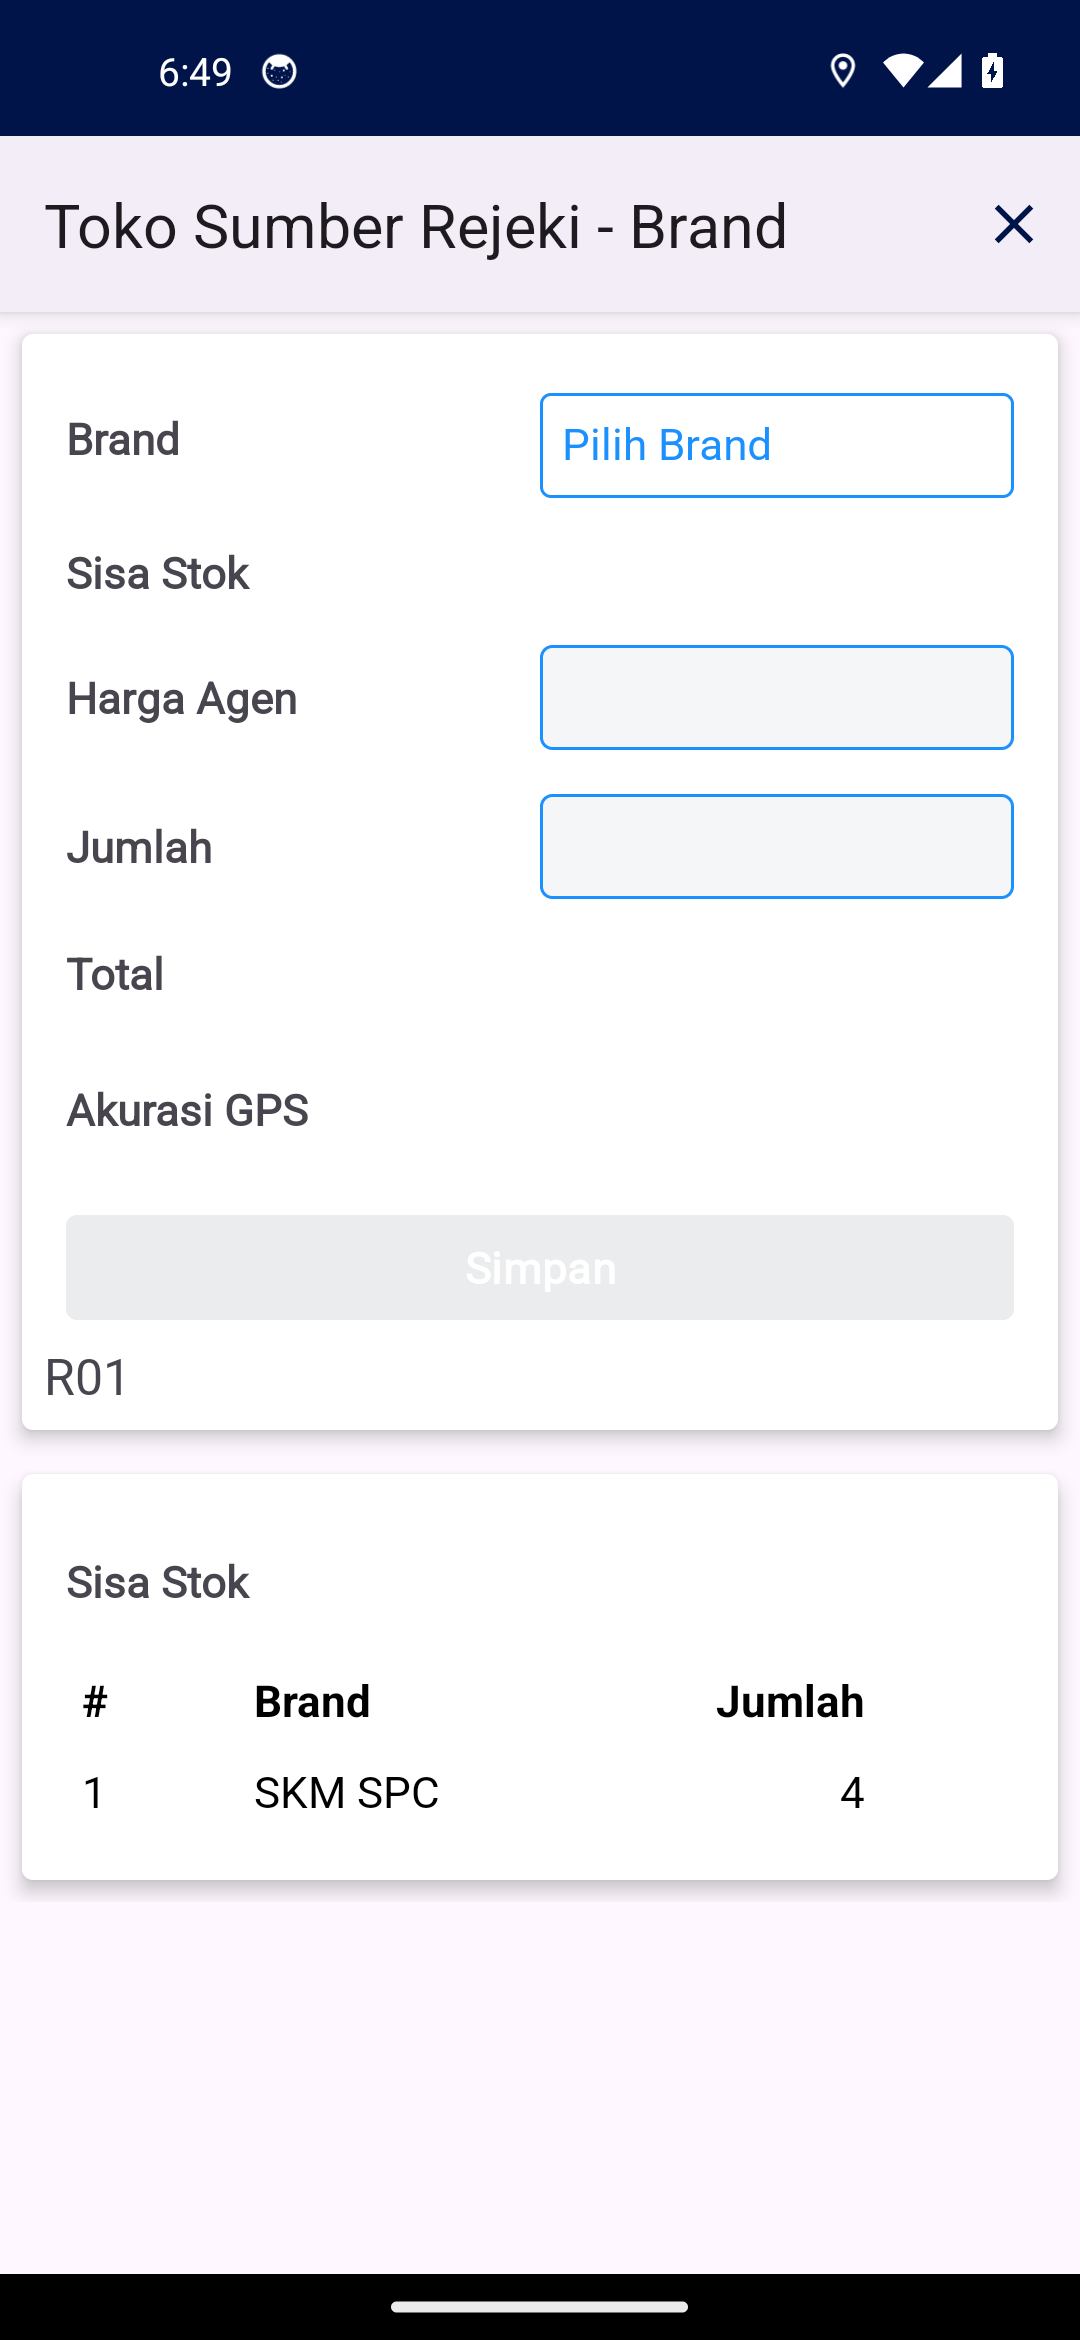 6:49
Toko Sumber Rejeki - Brand
Brand
Pilih Brand
Sisa Stok
Harga Agen
Jumlah
Total
Akurasi GPS
Simpan
R01
Sisa Stok
# Brand Jumlah
1 SKM SPC 4